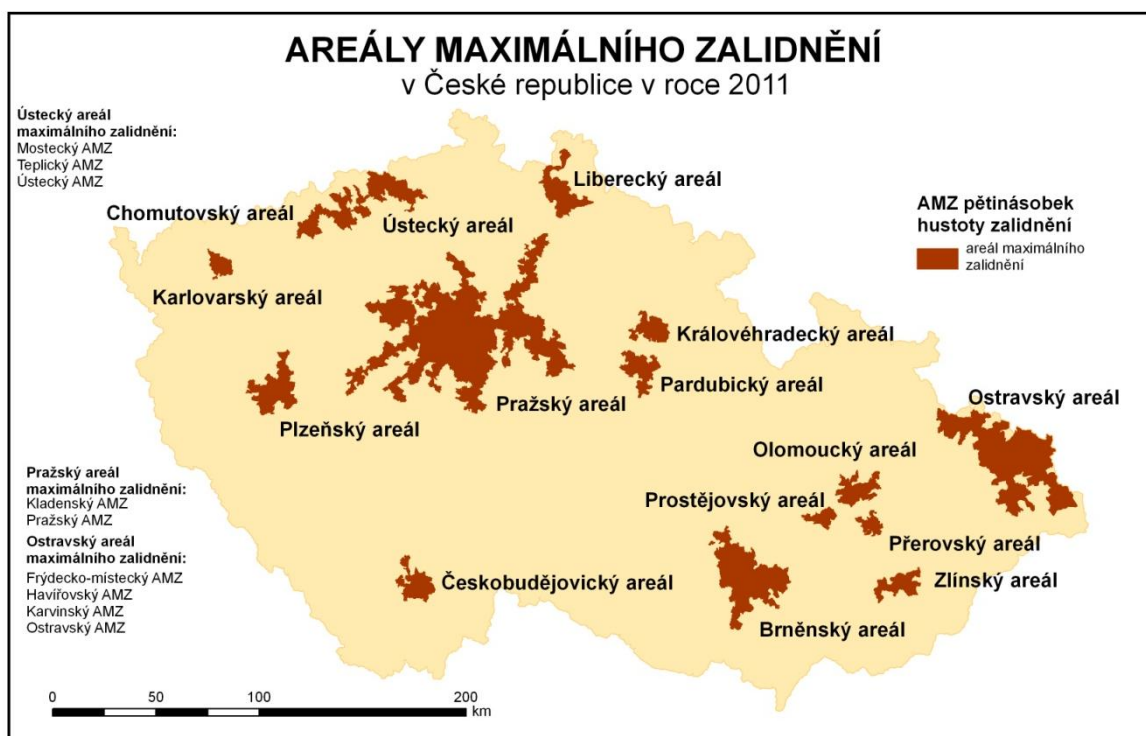 AREÁLY MAXIMÁLNÍHO ZALIDNĚNÍ
v České republice v roce 2011
Ústecký areál
maximálního zalidnění:
Mostecký AMZ
Teplický AMZ
Ústecký AMZ
Liberecký areál
Chomutovský areál
Ústecký areál
AMZ pětinásobek
hustoty zalidnění
areál maximálního
zalidnění
Karlovarský areál
Královéhradecký areál
Pardubický areál
Pražský areál
Plzeňský areál
Ostravský areál
Olomoucký areál
Prostějovský areál
Přerovský areál
Pražský areál
maximálního zalidnění:
Kladenský AMZ
Pražský AMZ
Ostravský areál
maximálního zalidnění:
Frýdecko-místecký AMZ
Havířovský AMZ
Karvinský AMZ
Ostravský AMZ
Českobudějovický areál
Zlínský areál
Brněnský areál
0 50 100 200
km